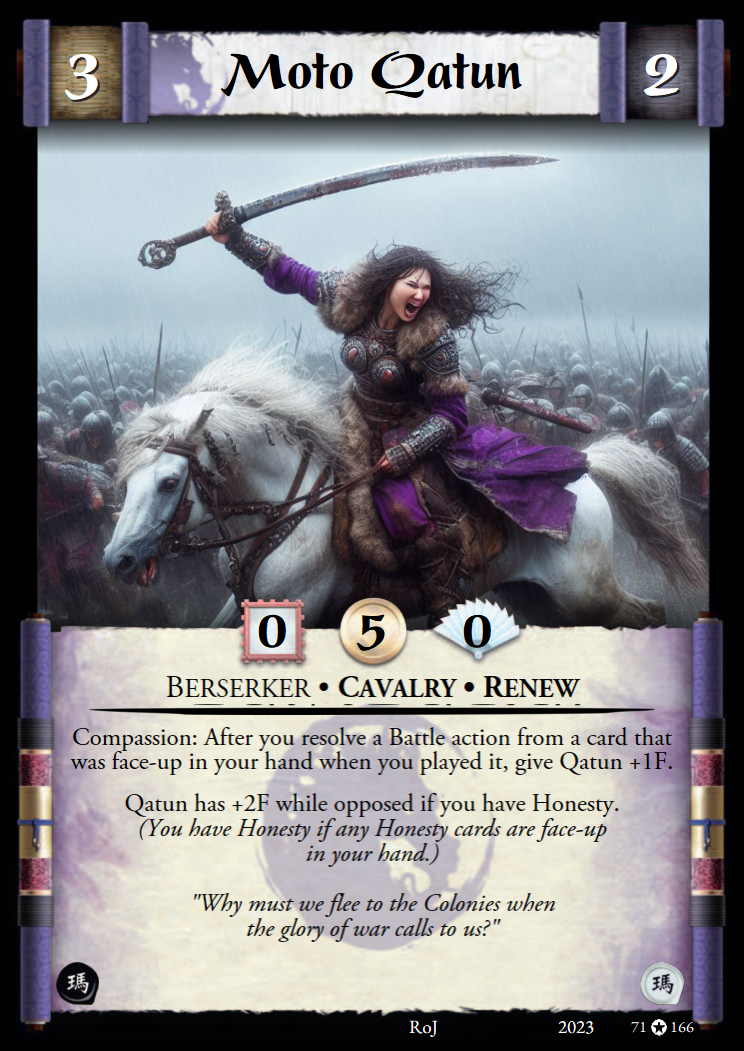 3 Moto Qatun 2
0 5 0
Berserker • Cavalry • Renew
Compassion: After you resolve a Battle action from a card that
was face-up in your hand when you played it, give Qatun +1F.
Qatun has +2F while opposed if you have Honesty.
(You have Honesty if any Honesty cards are face-up
in your hand.)
"Why must we flee to the Colonies when
the glory of war calls to us?"
瑪 瑪
RoJ 2023 71 ✪ 166